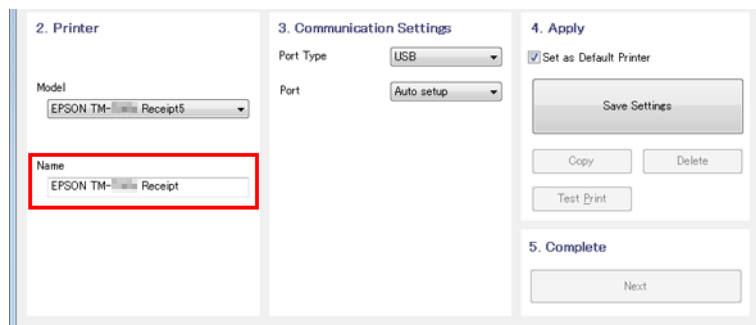 2. Printer
Model
EPSON TM- Receipt5
Name
EPSON TM- Receipt
3. Communication Settings
Port Type
USB
Port
Auto setup
4. Apply
Set as Default Printer
Save Settings
Copy
Delete
Test Print
5. Complete
Next